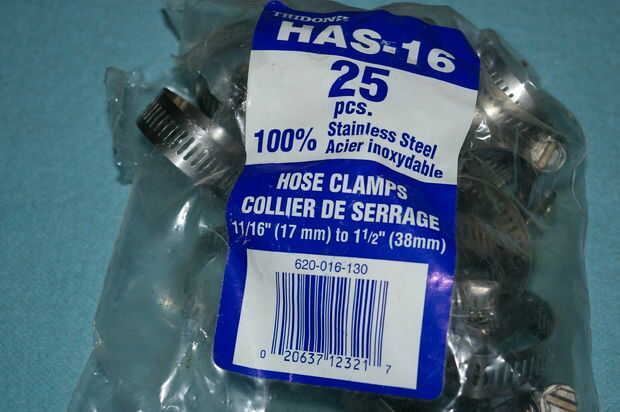 TRIDON®
HAS-16
25
pcs.
100% Stainless Steel
Acier inoxydable
HOSE CLAMPS
COLLIER DE SERRAGE
11/16" (17 mm) to 1 1/2" (38mm)
620-016-130
0 20637 12321 7